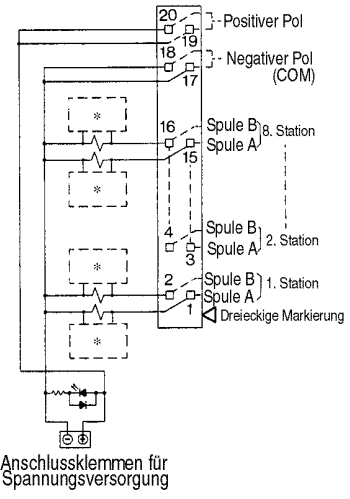 20 Positiver Pol
19
18 Negativer Pol
17 (COM)
*
16 Spule B 8. Station
15 Spule A
*
4 Spule B
3 Spule A 2. Station
*
2 Spule B 1. Station
1 Spule A
Dreieckige Markierung
*
⊖ ⊕
Anschlussklemmen für
Spannungsversorgung